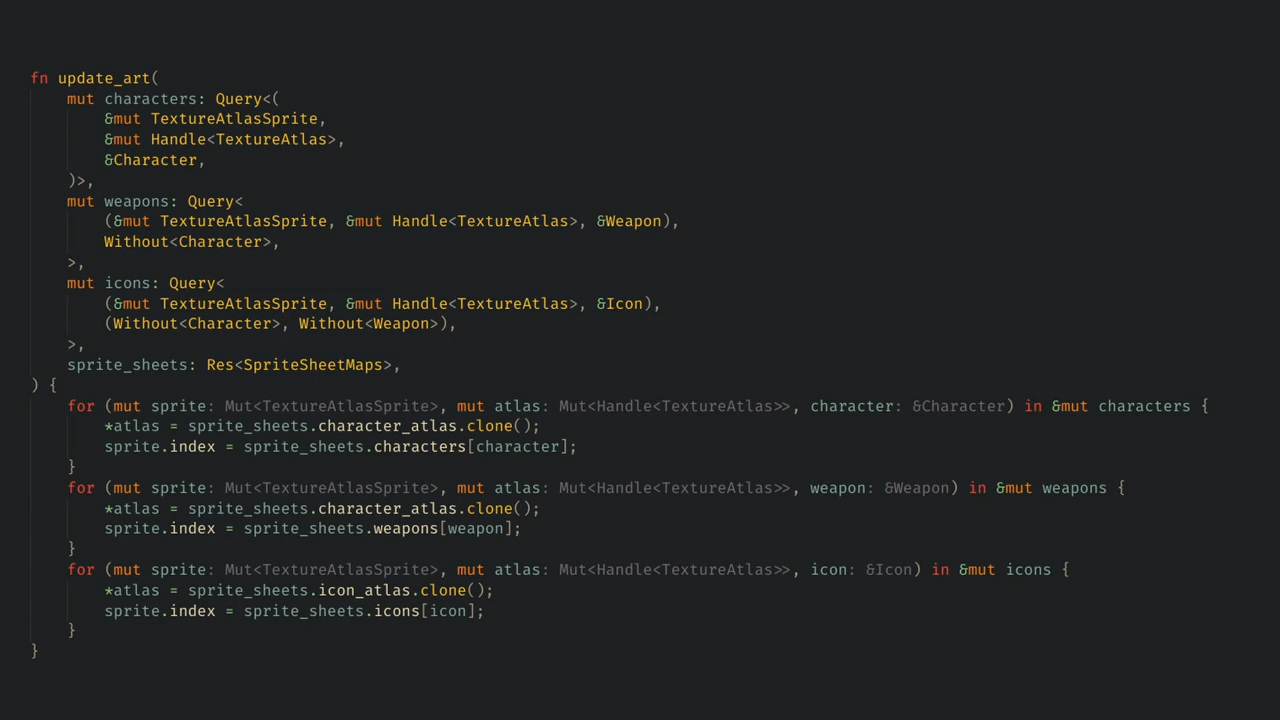 fn update_art(
    mut characters: Query<(
        &mut TextureAtlasSprite,
        &mut Handle<TextureAtlas>,
        &Character,
    )>,
    mut weapons: Query<
        (&mut TextureAtlasSprite, &mut Handle<TextureAtlas>, &Weapon),
        Without<Character>,
    >,
    mut icons: Query<
        (&mut TextureAtlasSprite, &mut Handle<TextureAtlas>, &Icon),
        (Without<Character>, Without<Weapon>),
    >,
    sprite_sheets: Res<SpriteSheetMaps>,
) {
    for (mut sprite: Mut<TextureAtlasSprite>, mut atlas: Mut<Handle<TextureAtlas>>, character: &Character) in &mut characters {
        *atlas = sprite_sheets.character_atlas.clone();
        sprite.index = sprite_sheets.characters[character];
    }
    for (mut sprite: Mut<TextureAtlasSprite>, mut atlas: Mut<Handle<TextureAtlas>>, weapon: &Weapon) in &mut weapons {
        *atlas = sprite_sheets.character_atlas.clone();
        sprite.index = sprite_sheets.weapons[weapon];
    }
    for (mut sprite: Mut<TextureAtlasSprite>, mut atlas: Mut<Handle<TextureAtlas>>, icon: &Icon) in &mut icons {
        *atlas = sprite_sheets.icon_atlas.clone();
        sprite.index = sprite_sheets.icons[icon];
    }
}